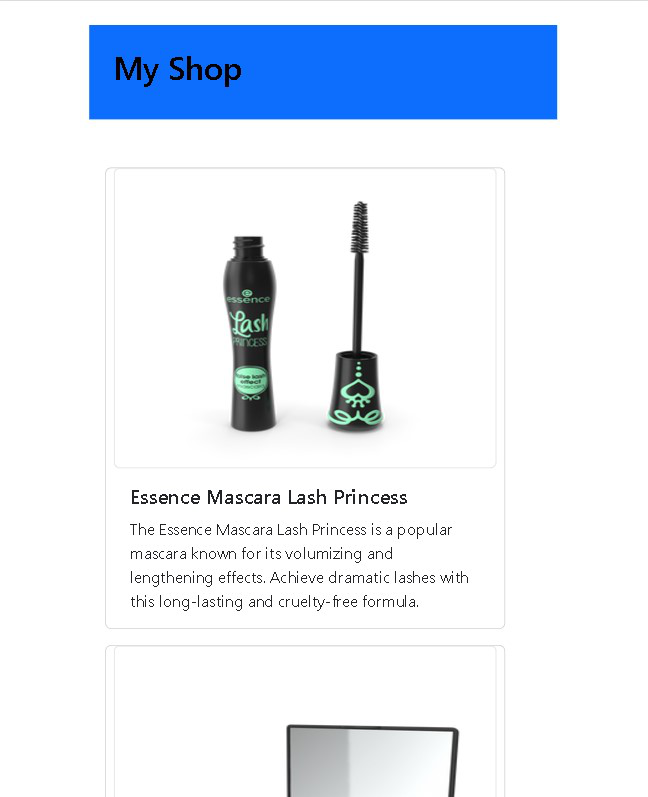 My Shop
essence
Lash
PRINCESS
false lash
effect
mascara
Essence Mascara Lash Princess
The Essence Mascara Lash Princess is a popular
mascara known for its volumizing and
lengthening effects. Achieve dramatic lashes with
this long-lasting and cruelty-free formula.